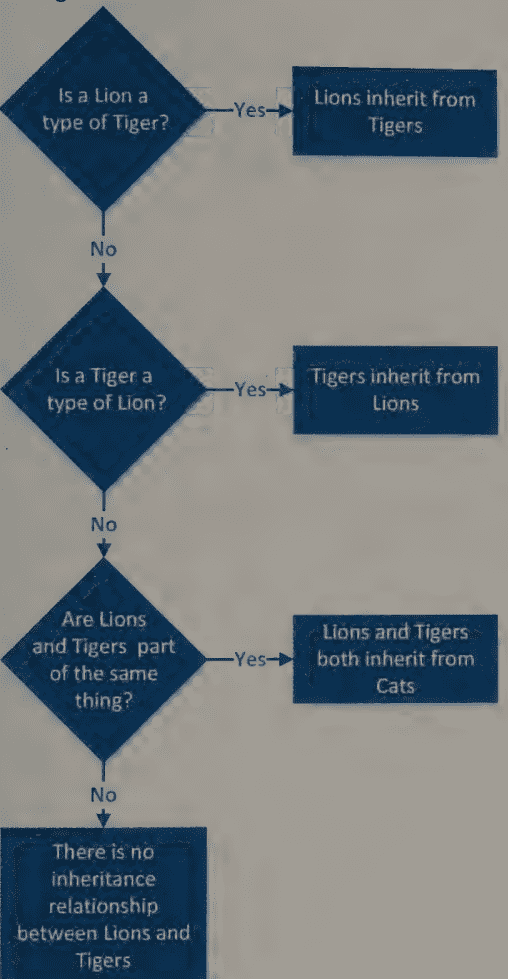 Is a Lion a
type of Tiger?
Yes
Lions inherit from
Tigers
No
Is a Tiger a
type of Lion?
Yes
Tigers inherit from
Lions
No
Are Lions
and Tigers part
of the same
thing?
Yes
Lions and Tigers
both inherit from
Cats
No
There is no
inheritance
relationship
between Lions and
Tigers